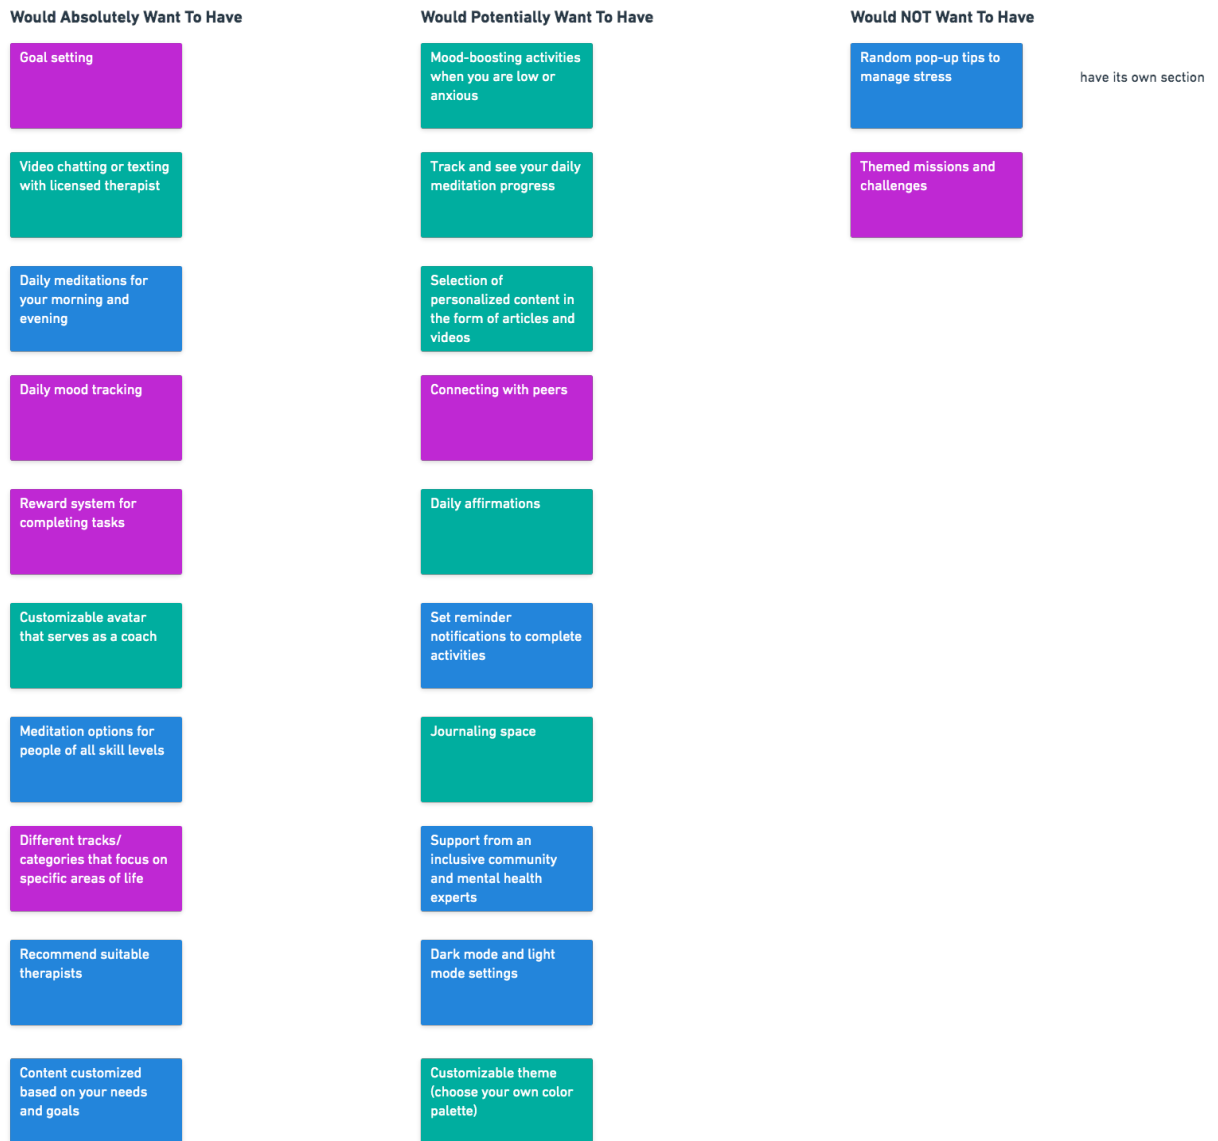 Would Absolutely Want To Have
Would Potentially Want To Have
Would NOT Want To Have
Goal setting
Mood-boosting activities
when you are low or
anxious
Random pop-up tips to
manage stress
have its own section
Video chatting or texting
with licensed therapist
Track and see your daily
meditation progress
Themed missions and
challenges
Daily meditations for
your morning and
evening
Selection of
personalized content in
the form of articles and
videos
Daily mood tracking
Connecting with peers
Reward system for
completing tasks
Daily affirmations
Customizable avatar
that serves as a coach
Set reminder
notifications to complete
activities
Meditation options for
people of all skill levels
Journaling space
Different tracks/
categories that focus on
specific areas of life
Support from an
inclusive community
and mental health
experts
Recommend suitable
therapists
Dark mode and light
mode settings
Content customized
based on your needs
and goals
Customizable theme
(choose your own color
palette)